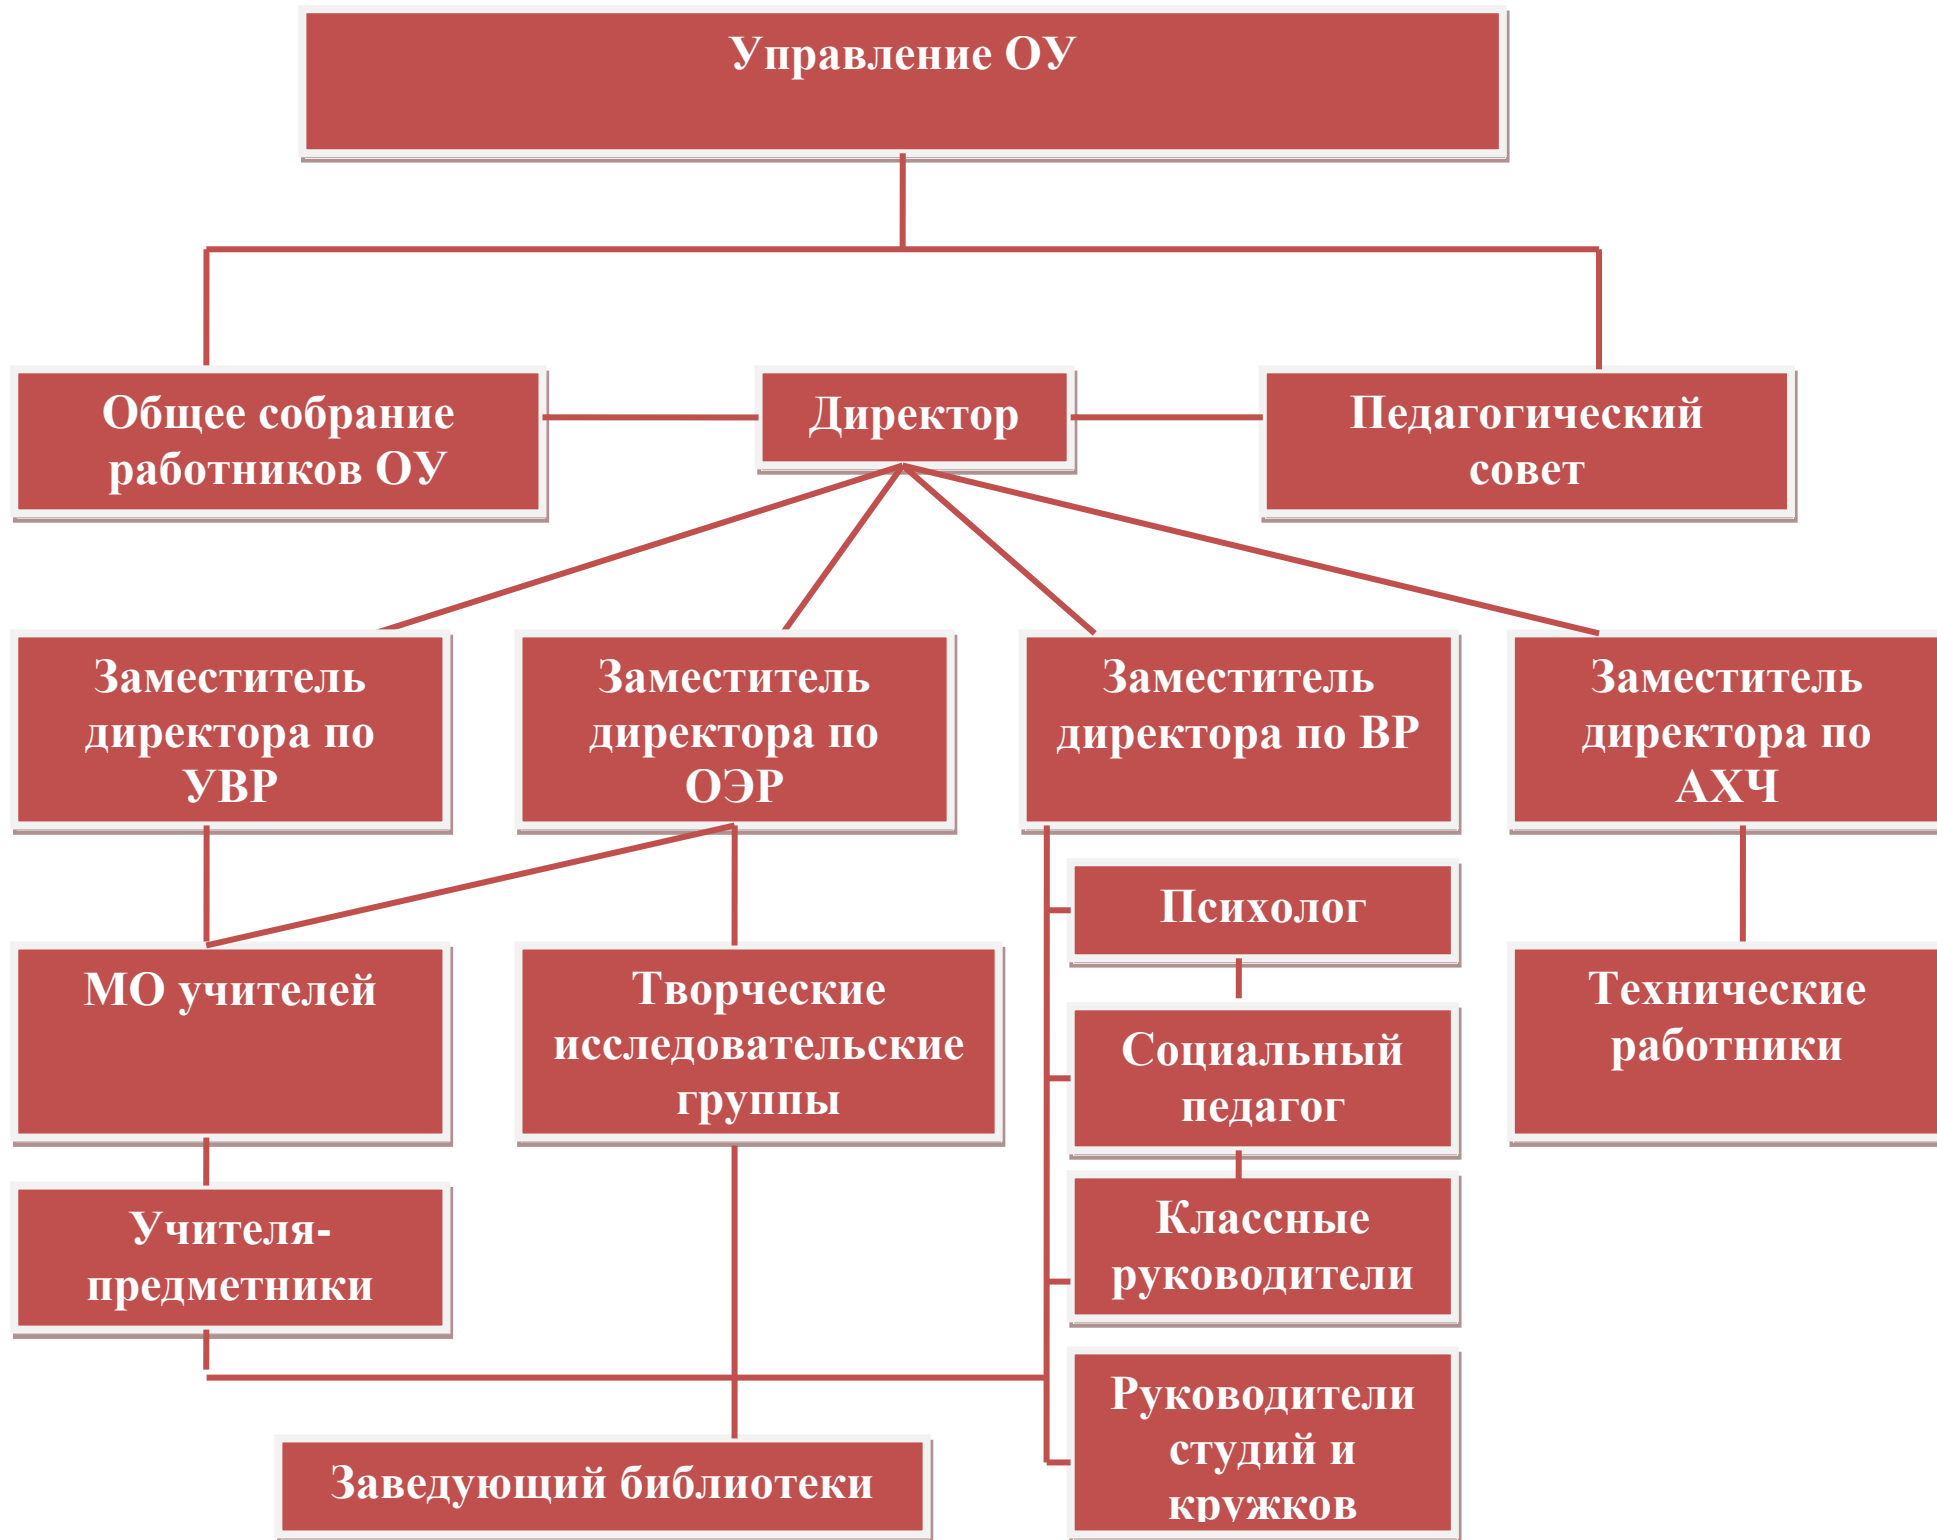 Управление ОУ
Общее собрание
работников ОУ
Директор
Педагогический
совет
Заместитель
директора по
УВР
Заместитель
директора по
ОЭР
Заместитель
директора по ВР
Заместитель
директора по
АХЧ
Психолог
МО учителей
Творческие
исследовательские
группы
Социальный
педагог
Технические
работники
Учителя-
предметники
Классные
руководители
Руководители
студий и
кружков
Заведующий библиотеки